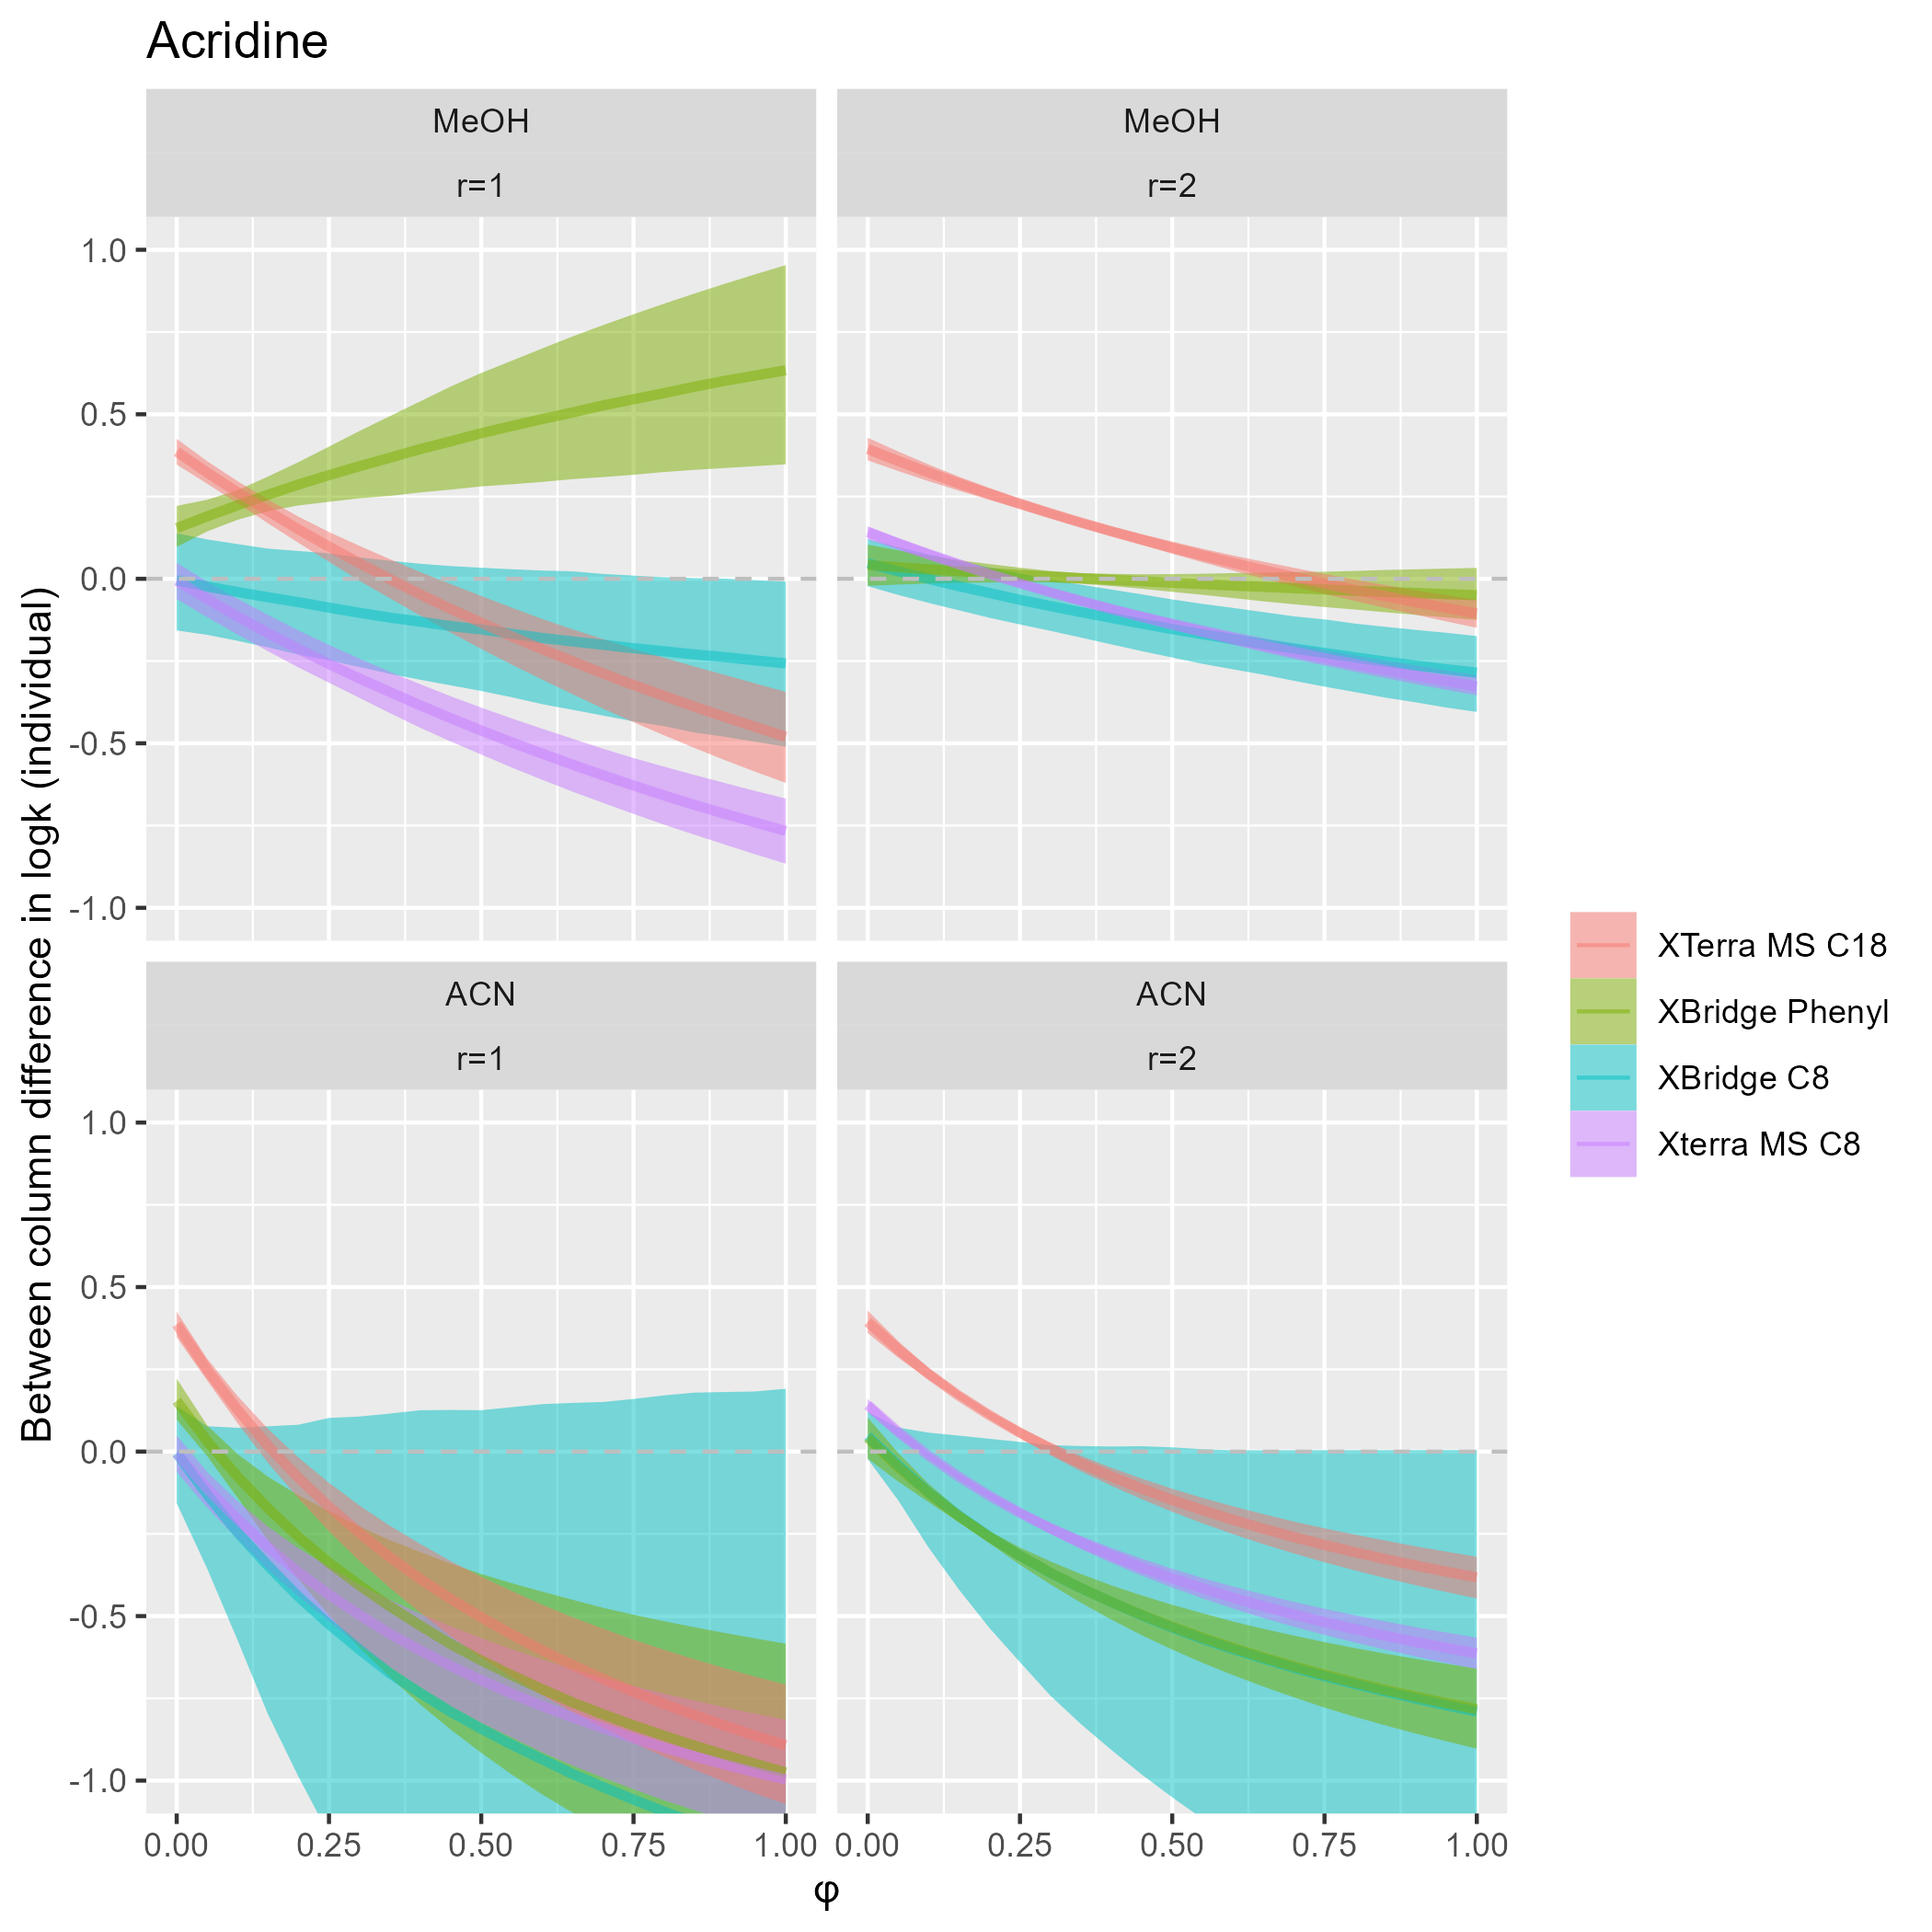 Acridine
MeOH
r=1
MeOH
r=2
1.0
0.5
0.0
-0.5
-1.0
ACN
r=1
ACN
r=2
1.0
0.5
0.0
-0.5
-1.0
0.00
0.25
0.50
0.75
1.00
0.00
0.25
0.50
0.75
1.00
φ
Between column difference in logk (individual)
XTerra MS C18
XBridge Phenyl
XBridge C8
Xterra MS C8